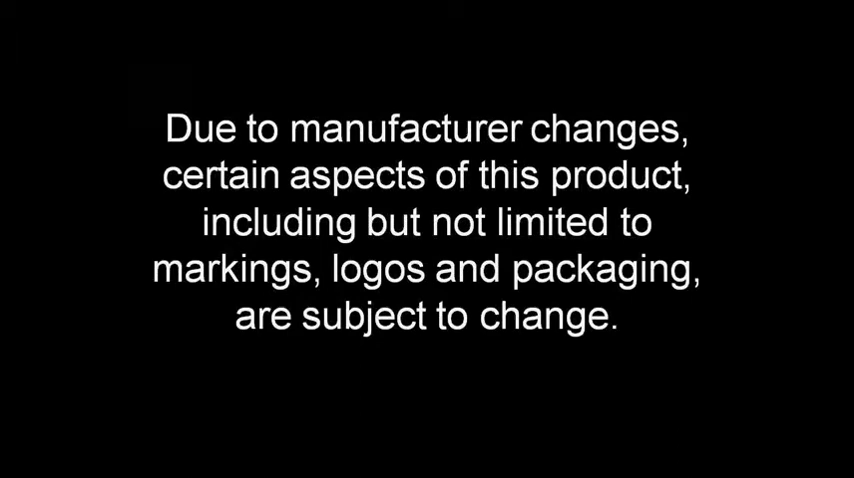 Due to manufacturer changes,
certain aspects of this product,
including but not limited to
markings, logos and packaging,
are subject to change.